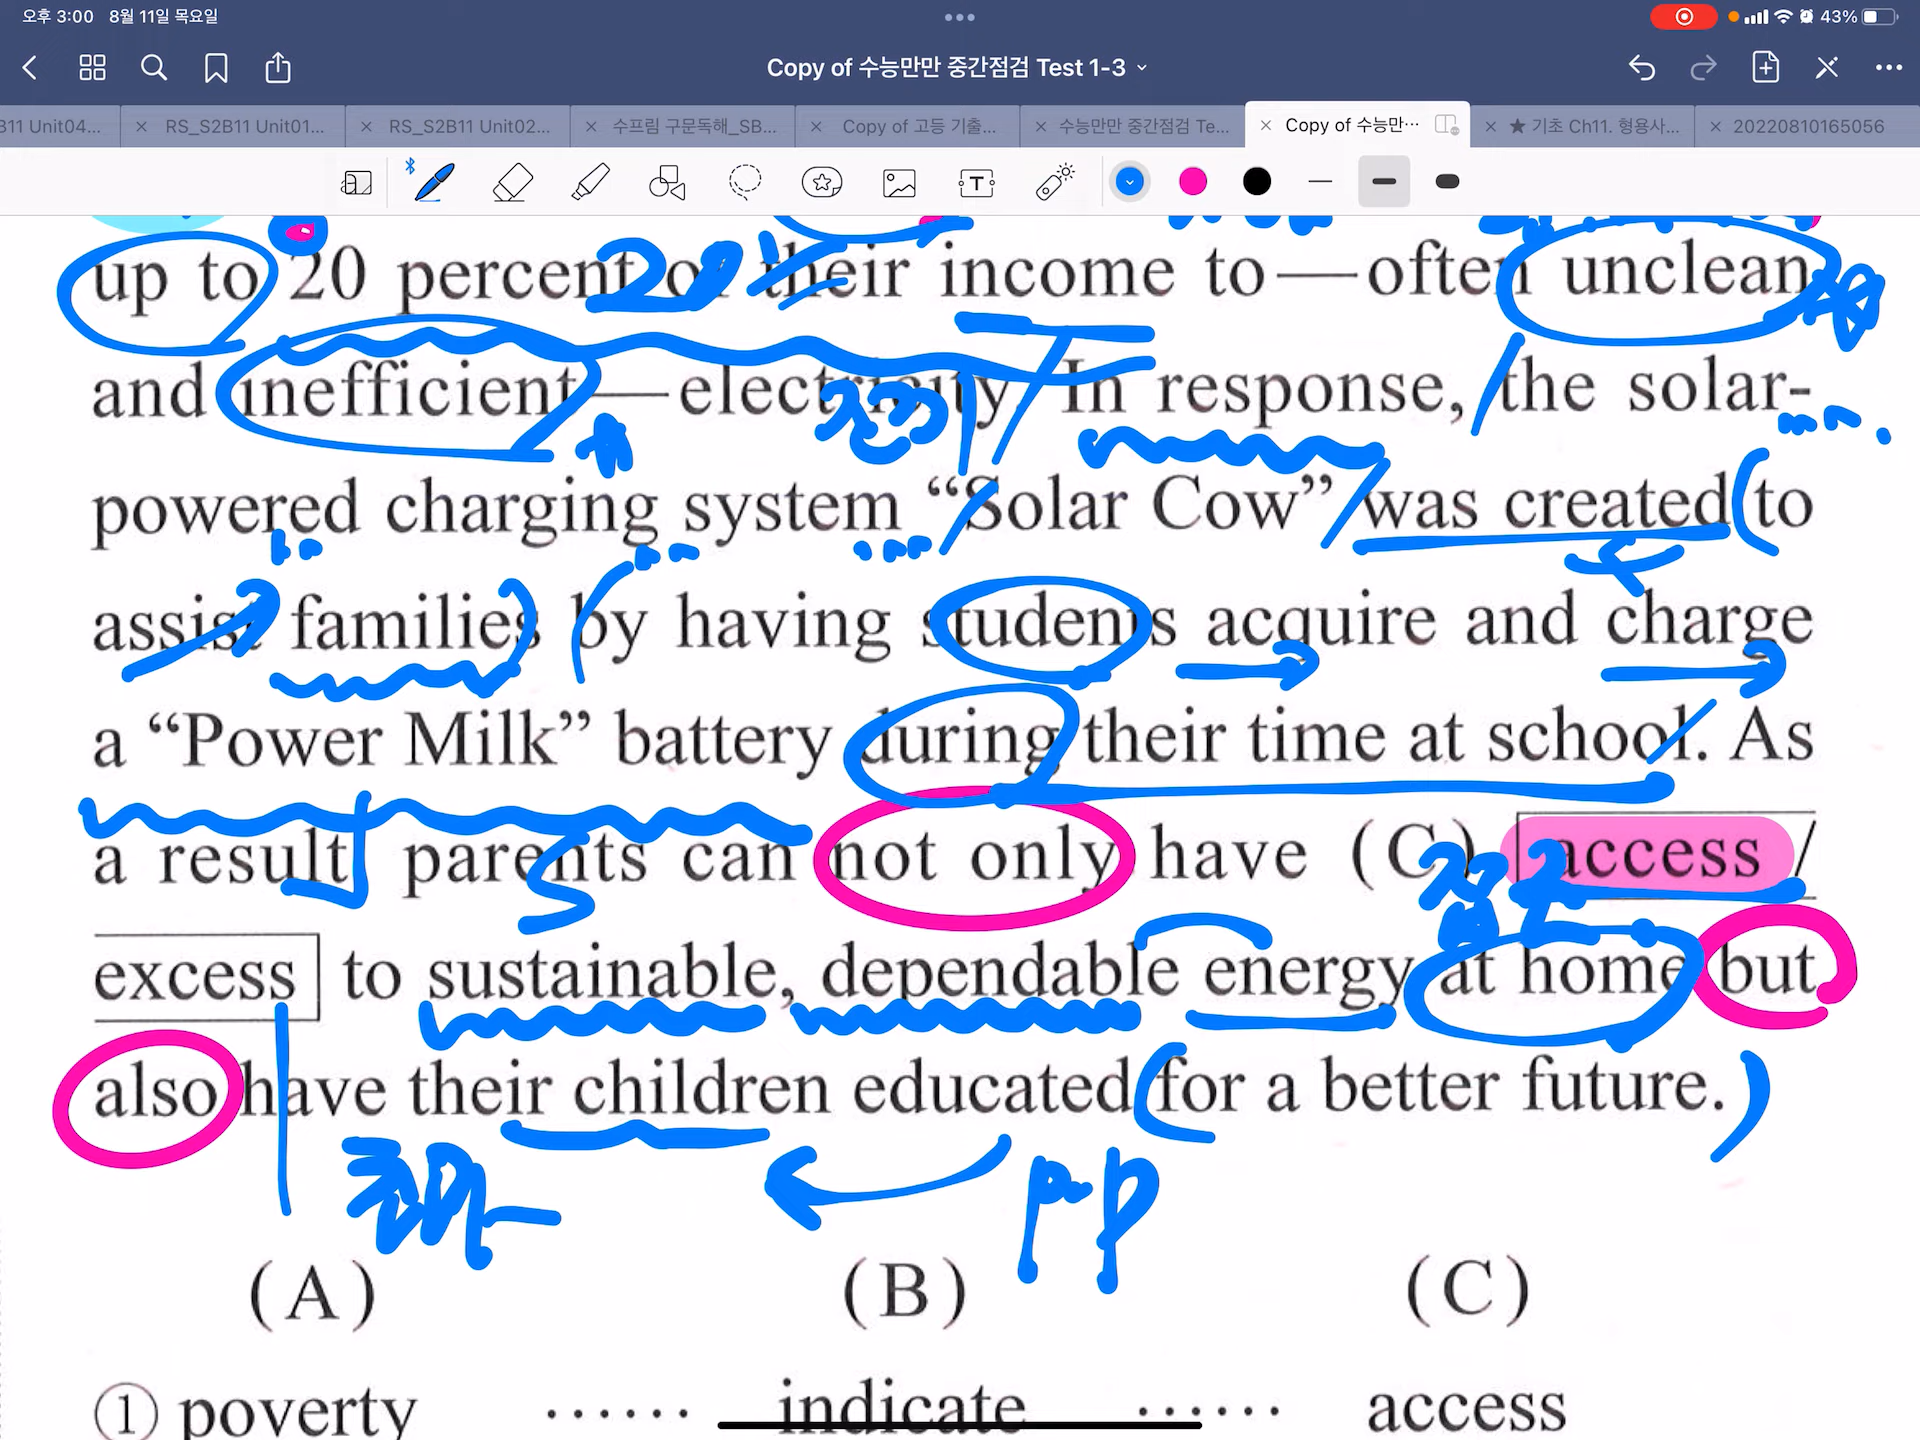 오후 3:00 8월 11일 목요일
43%
Copy of 수능만만 중간점검 Test 1-3
B11 Unit04...
RS_S2B11 Unit01...
RS_S2B11 Unit02...
수프림 구문독해_SB...
Copy of 고등 기출...
수능만만 중간점검 Te...
Copy of 수능만...
★ 기초 Ch11. 형용사...
20220810165056
up to 20 percent of their income to—often unclean
and inefficient—electricity. In response, the solar-
powered charging system “Solar Cow” was created to
assist families by having students acquire and charge
a “Power Milk” battery during their time at school. As
a result, parents can not only have (C) access /
excess to sustainable, dependable energy at home but
also have their children educated for a better future.
p.p
(A) (B) (C)
① poverty ...... indicate ...... access